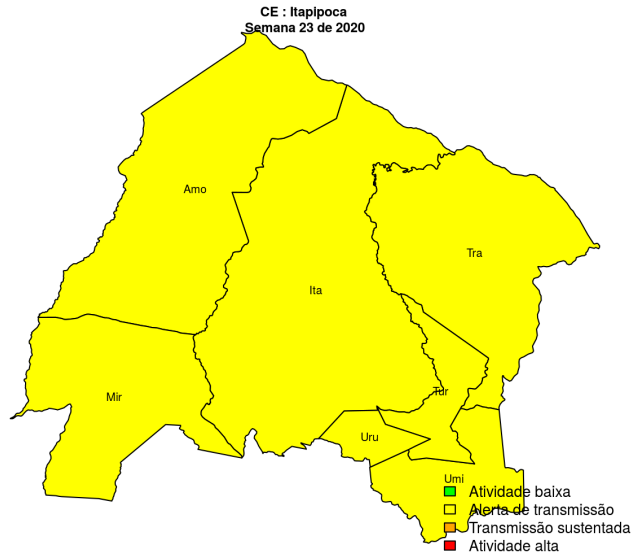 CE : Itapipoca
Semana 23 de 2020
Amo
Tra
Ita
Tur
Mir
Uru
Umi
Atividade baixa
Alerta de transmissão
Transmissão sustentada
Atividade alta